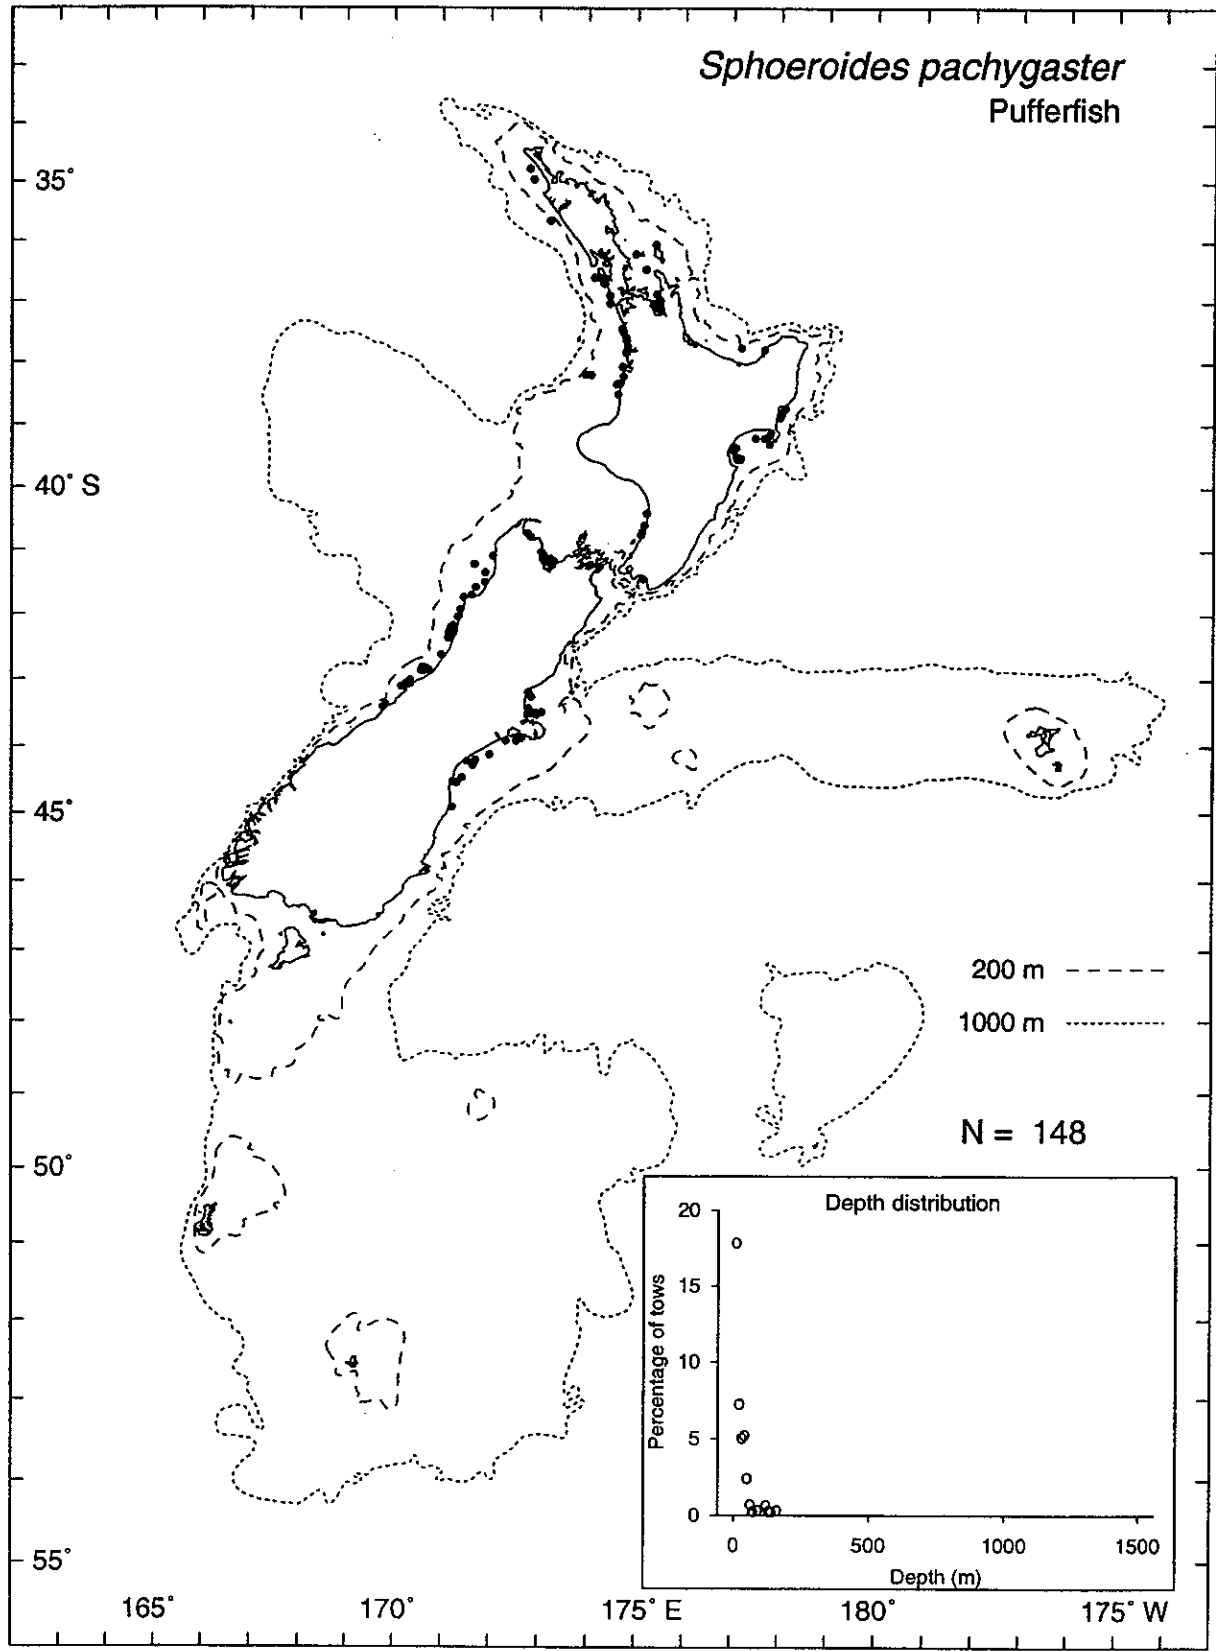 Sphoeroides pachygaster
Pufferfish
35°
40° S
45°
50°
55°
200 m
1000 m
N = 148
Depth distribution
Percentage of tows
20
15
10
5
0
0 500 1000 1500
Depth (m)
165° 170° 175° E 180° 175° W